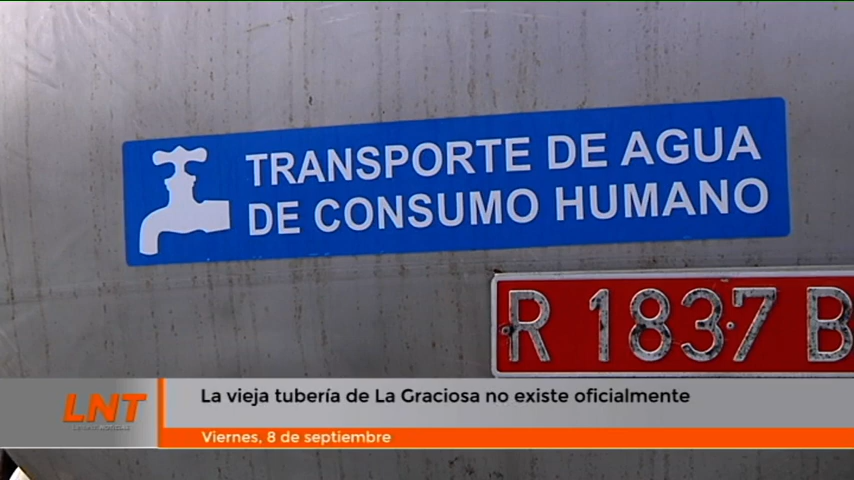 TRANSPORTE DE AGUA
DE CONSUMO HUMANO
R 1837 B
LNT
La vieja tubería de La Graciosa no existe oficialmente
Viernes, 8 de septiembre